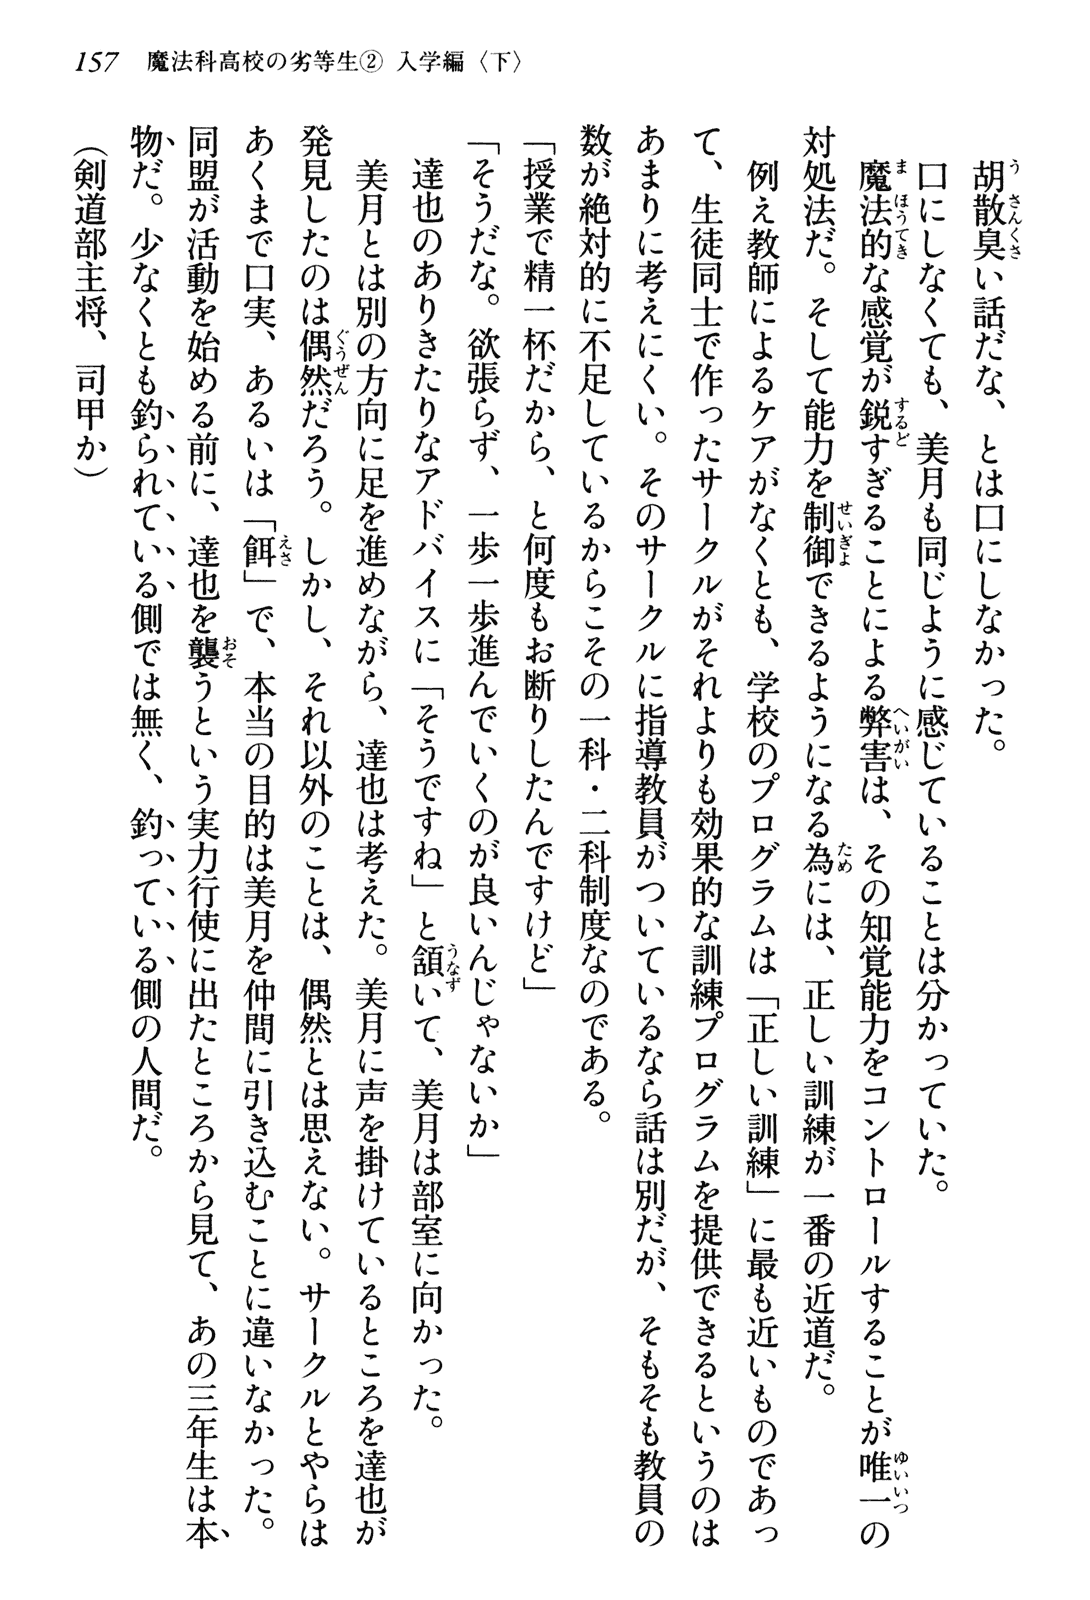 157　魔法科高校の劣等生② 入学編〈下〉
　胡散臭い話だな、とは口にしなかった。
　口にしなくても、美月も同じように感じていることは分かっていた。
　魔法的な感覚が鋭すぎることによる弊害は、その知覚能力をコントロールすることが唯一の
対処法だ。そして能力を制御できるようになる為には、正しい訓練が一番の近道だ。
　例え教師によるケアがなくとも、学校のプログラムは「正しい訓練」に最も近いものであっ
て、生徒同士で作ったサークルがそれよりも効果的な訓練プログラムを提供できるというのは
あまりに考えにくい。そのサークルに指導教員がついているなら話は別だが、そもそも教員の
数が絶対的に不足しているからこその一科・二科制度なのである。
「授業で精一杯だから、と何度もお断りしたんですけど」
「そうだな。欲張らず、一歩一歩進んでいくのが良いんじゃないか」
　達也のありきたりなアドバイスに「そうですね」と頷いて、美月は部室に向かった。
　美月とは別の方向に足を進めながら、達也は考えた。美月に声を掛けているところを達也が
発見したのは偶然だろう。しかし、それ以外のことは、偶然とは思えない。サークルとやらは
あくまで口実、あるいは「餌」で、本当の目的は美月を仲間に引き込むことに違いなかった。
同盟が活動を始める前に、達也を襲うという実力行使に出たところから見て、あの三年生は本
物だ。少なくとも釣られている側では無く、釣っている側の人間だ。
（剣道部主将、司甲か）